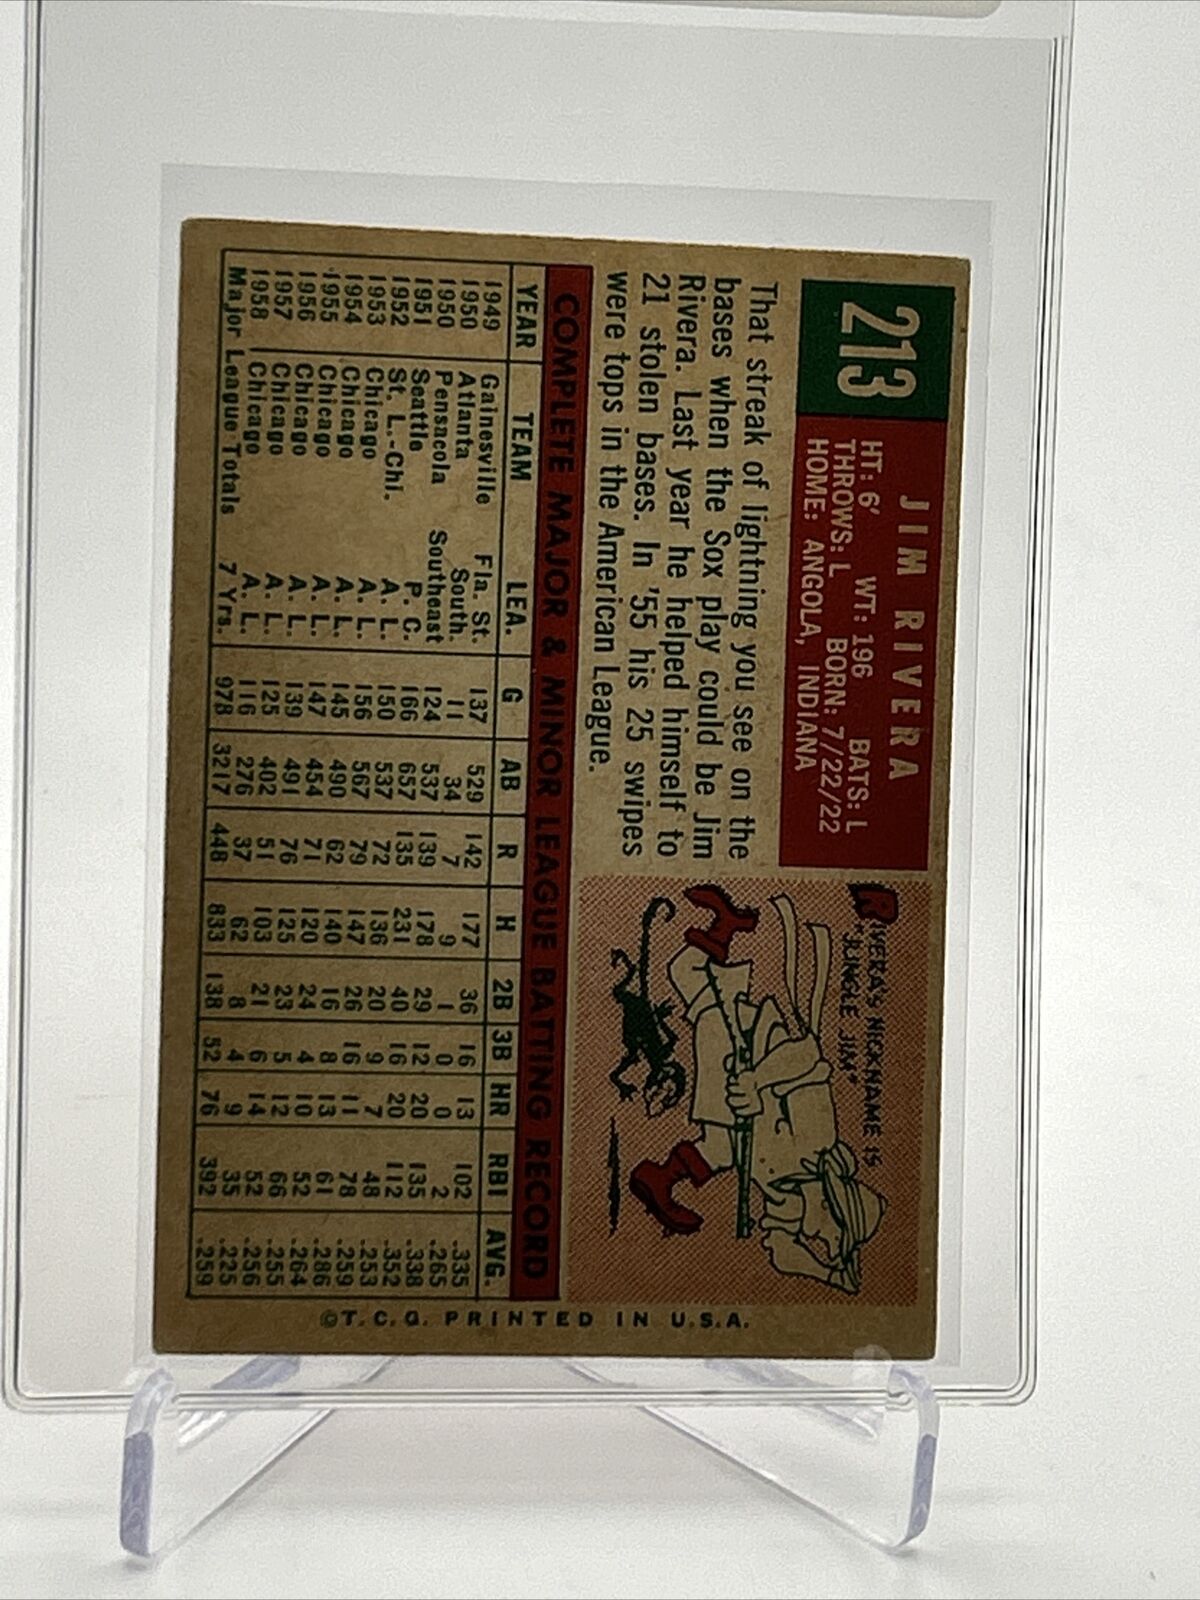 213
JIM RIVERA
HT: 6' WT: 196 BATS: L
THROWS: L BORN: 7/22/22
HOME: ANGOLA, INDIANA
That streak of lightning you see on the
bases when the Sox play could be Jim
Rivera. Last year he helped himself to
21 stolen bases. In '55 his 25 swipes
were tops in the American League.
RIVERA'S NICKNAME IS
"JUNGLE JIM"
COMPLETE MAJOR & MINOR LEAGUE BATTING RECORD
YEAR TEAM LEA. G AB R H 2B 3B HR RBI AVG.
1949 Gainesville Fla. St. 137 529 142 177 36 16 13 102 .335
1950 Atlanta South. 11 34 7 9 1 0 0 2 .265
1950 Pensacola Southeast 124 537 139 178 29 12 20 135 .338
1951 Seattle P. C. 166 657 135 231 40 16 20 112 .352
1952 St. L.-Chi. A. L. 150 537 72 136 20 9 7 48 .253
1953 Chicago A. L. 156 567 79 147 26 16 11 78 .259
1954 Chicago A. L. 145 490 62 140 16 8 13 61 .286
1955 Chicago A. L. 147 454 71 120 24 4 10 52 .264
1956 Chicago A. L. 139 491 76 125 23 5 12 66 .255
1957 Chicago A. L. 125 402 51 103 21 6 14 52 .256
1958 Chicago A. L. 116 276 37 62 8 4 9 35 .225
Major League Totals 7 Yrs. 978 3217 448 833 138 52 76 392 .259
©T.C.G. PRINTED IN U.S.A.